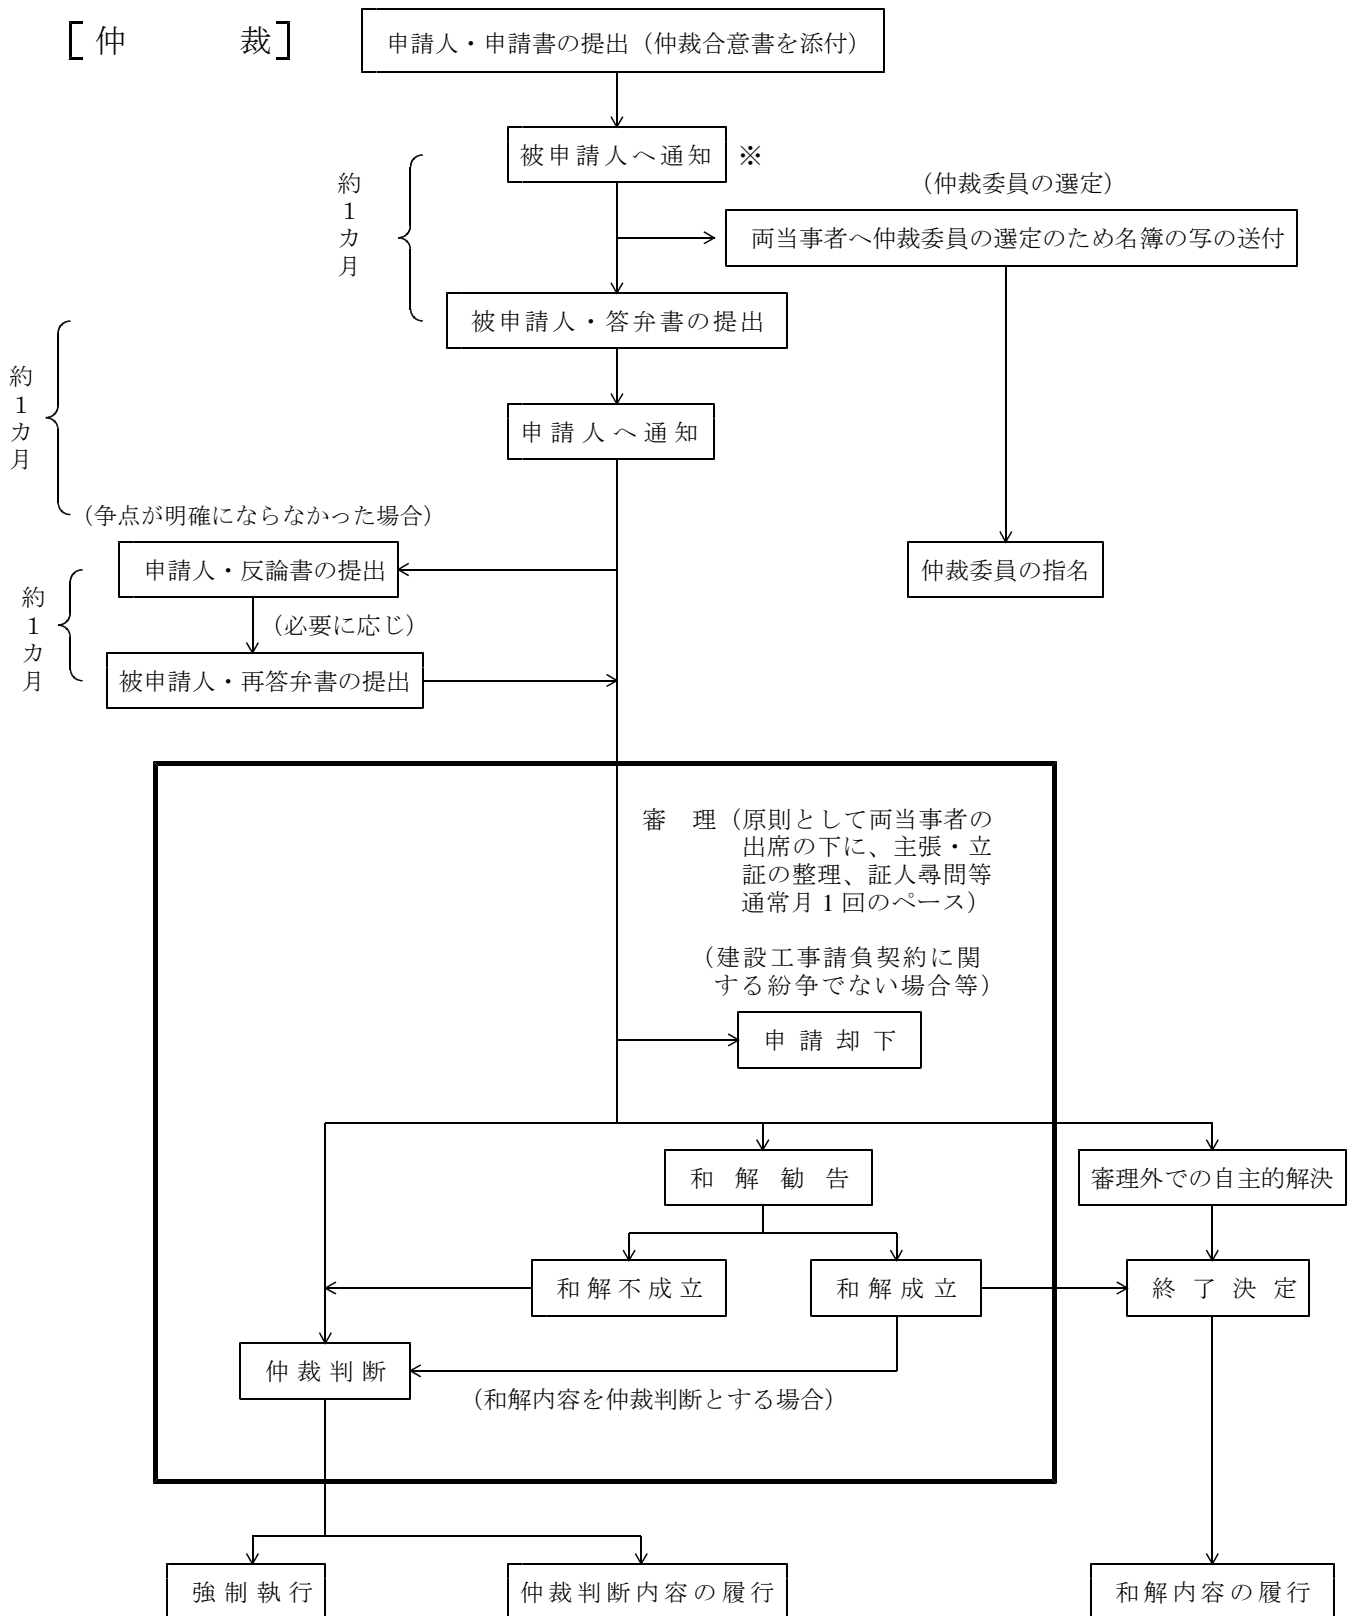 ［仲　　　裁］
申請人・申請書の提出（仲裁合意書を添付）
被申請人へ通知　※
約１カ月
（仲裁委員の選定）
両当事者へ仲裁委員の選定のため名簿の写の送付
被申請人・答弁書の提出
約１カ月
申請人へ通知
（争点が明確にならなかった場合）
申請人・反論書の提出
仲裁委員の指名
約１カ月
（必要に応じ）
被申請人・再答弁書の提出
審　理（原則として両当事者の
出席の下に、主張・立
証の整理、証人尋問等
通常月１回のペース）
（建設工事請負契約に関
する紛争でない場合等）
申請却下
和解勧告
審理外での自主的解決
和解不成立
和解成立
終了決定
仲裁判断
（和解内容を仲裁判断とする場合）
強制執行
仲裁判断内容の履行
和解内容の履行